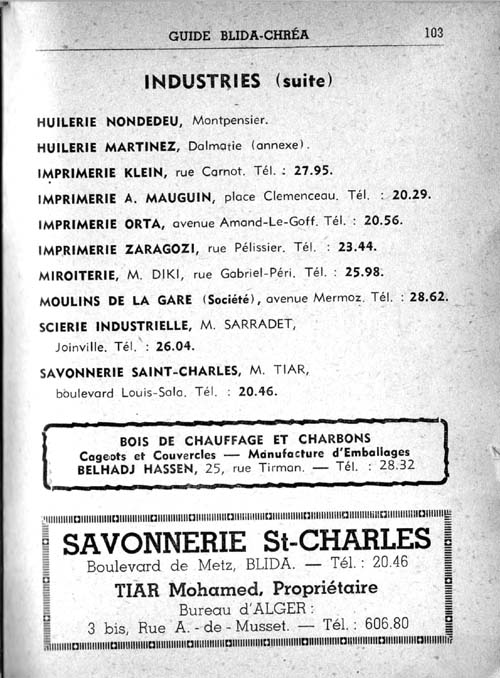 GUIDE BLIDA-CHRÉA 103
INDUSTRIES (suite)
HUILERIE NONDEDEU, Montpensier.
HUILERIE MARTINEZ, Dalmatie (annexe).
IMPRIMERIE KLEIN, rue Carnot. Tél. : 27.95.
IMPRIMERIE A. MAUGUIN, place Clemenceau. Tél. : 20.29.
IMPRIMERIE ORTA, avenue Amand-Le-Goff. Tél. : 20.56.
IMPRIMERIE ZARAGOZI, rue Pélissier. Tél. : 23.44.
MIROITERIE, M. DIKI, rue Gabriel-Péri. Tél. : 25.98.
MOULINS DE LA GARE (Société), avenue Mermoz. Tél. : 28.62.
SCIERIE INDUSTRIELLE, M. SARRADET,
Joinville. Tél. : 26.04.
SAVONNERIE SAINT-CHARLES, M. TIAR,
boulevard Louis-Sala. Tél. : 20.46.
BOIS DE CHAUFFAGE ET CHARBONS
Cageots et Couvercles — Manufacture d'Emballages
BELHADJ HASSEN, 25, rue Tirman. — Tél. : 28.32
SAVONNERIE St-CHARLES
Boulevard de Metz, BLIDA. — Tél. : 20.46
TIAR Mohamed, Propriétaire
Bureau d'ALGER :
3 bis, Rue A. - de - Musset. — Tél. : 606.80